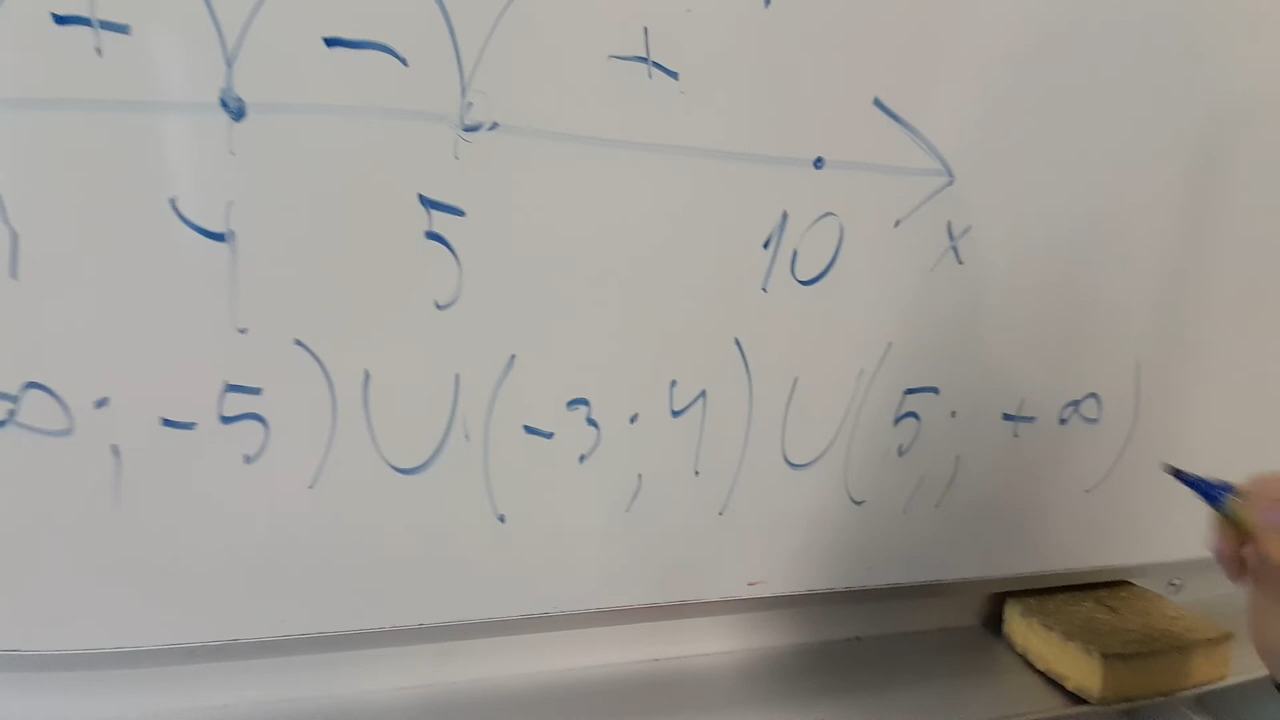 + - +
4 5 10 x
∞; -5) ∪ (-3; 4) ∪ (5; +∞)